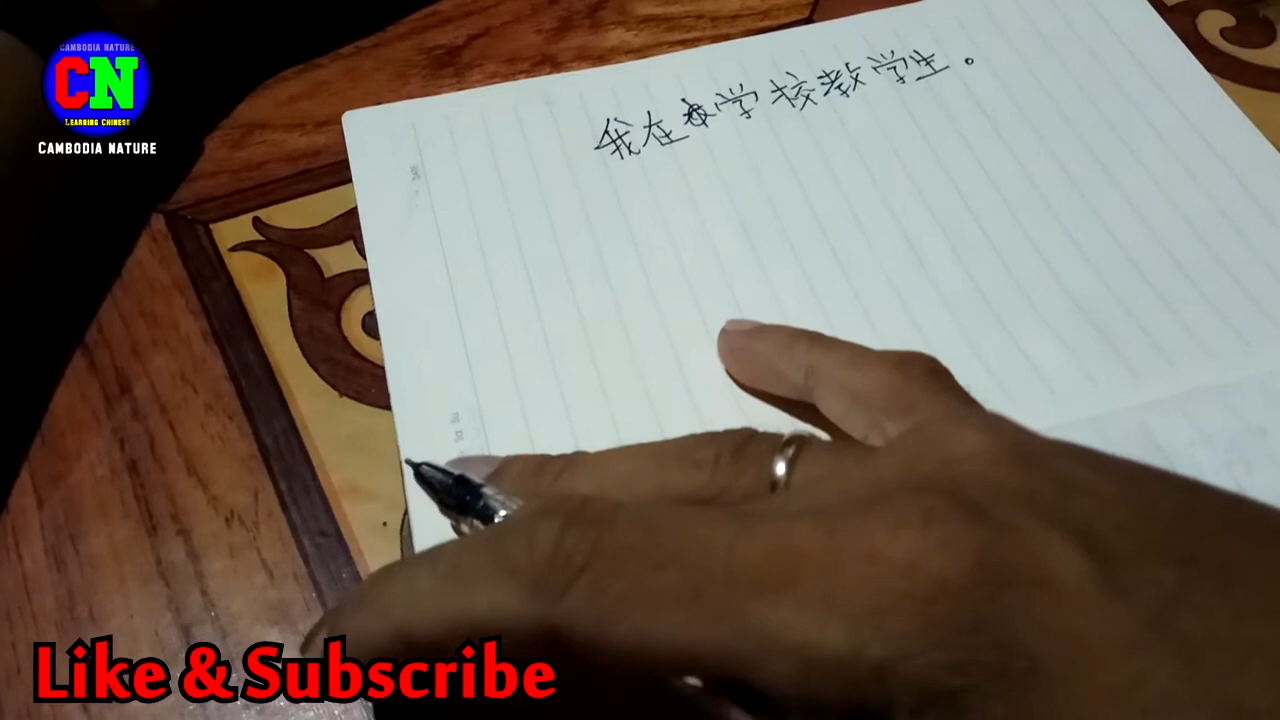 CAMBODIA NATURE
CN
LEARNING CHINESE
CAMBODIA NATURE
我在学校教学生。
Like & Subscribe